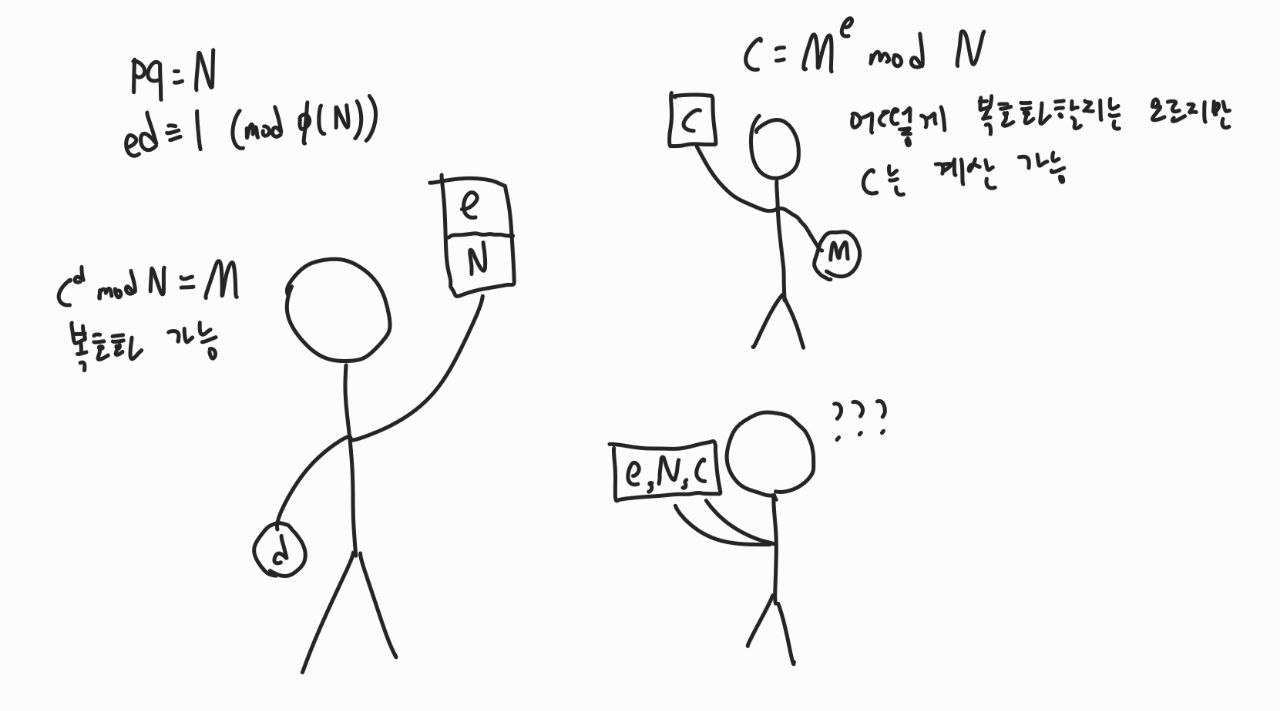 pq = N
ed ≡ 1 (mod φ(N))
e
N
C^d mod N = M
복호화 가능
d
C = M^e mod N
C
어떻게 복호화할지는 모르지만
C는 계산 가능
M
e, N, C
???